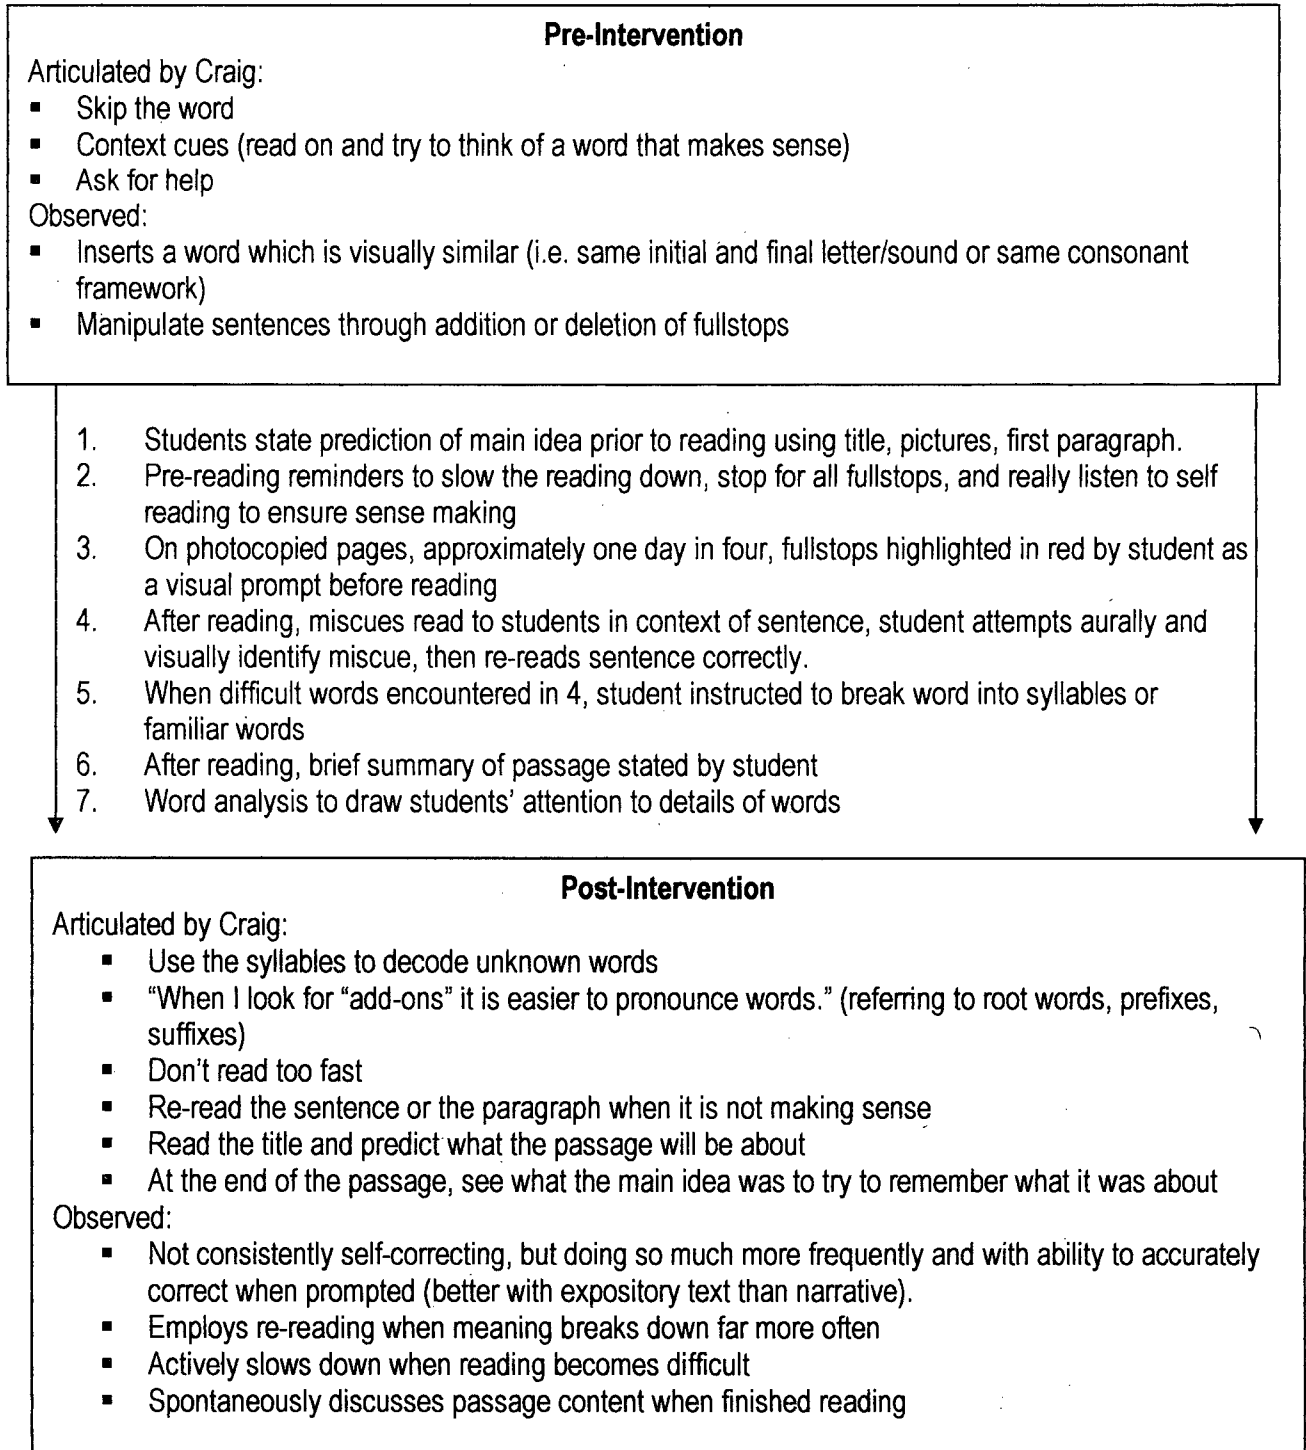 Pre-Intervention
Articulated by Craig:
▪ Skip the word
▪ Context cues (read on and try to think of a word that makes sense)
▪ Ask for help
Observed:
▪ Inserts a word which is visually similar (i.e. same initial and final letter/sound or same consonant
framework)
▪ Manipulate sentences through addition or deletion of fullstops
1. Students state prediction of main idea prior to reading using title, pictures, first paragraph.
2. Pre-reading reminders to slow the reading down, stop for all fullstops, and really listen to self
reading to ensure sense making
3. On photocopied pages, approximately one day in four, fullstops highlighted in red by student as
a visual prompt before reading
4. After reading, miscues read to students in context of sentence, student attempts aurally and
visually identify miscue, then re-reads sentence correctly.
5. When difficult words encountered in 4, student instructed to break word into syllables or
familiar words
6. After reading, brief summary of passage stated by student
7. Word analysis to draw students' attention to details of words
Post-Intervention
Articulated by Craig:
▪ Use the syllables to decode unknown words
▪ "When I look for "add-ons" it is easier to pronounce words." (referring to root words, prefixes,
suffixes)
▪ Don't read too fast
▪ Re-read the sentence or the paragraph when it is not making sense
▪ Read the title and predict what the passage will be about
▪ At the end of the passage, see what the main idea was to try to remember what it was about
Observed:
▪ Not consistently self-correcting, but doing so much more frequently and with ability to accurately
correct when prompted (better with expository text than narrative).
▪ Employs re-reading when meaning breaks down far more often
▪ Actively slows down when reading becomes difficult
▪ Spontaneously discusses passage content when finished reading